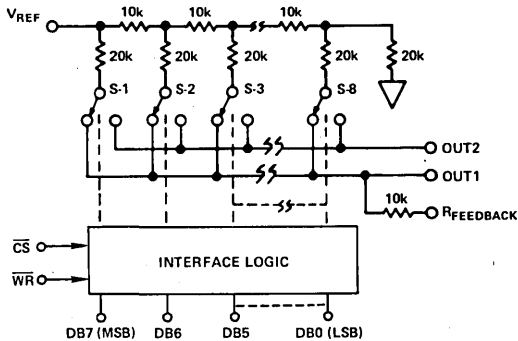 VREF
10k 10k 10k
20k 20k 20k 20k 20k
S-1 S-2 S-3 S-8
OUT2
OUT1
10k
RFEEDBACK
CS
INTERFACE LOGIC
WR
DB7 (MSB) DB6 DB5 DB0 (LSB)